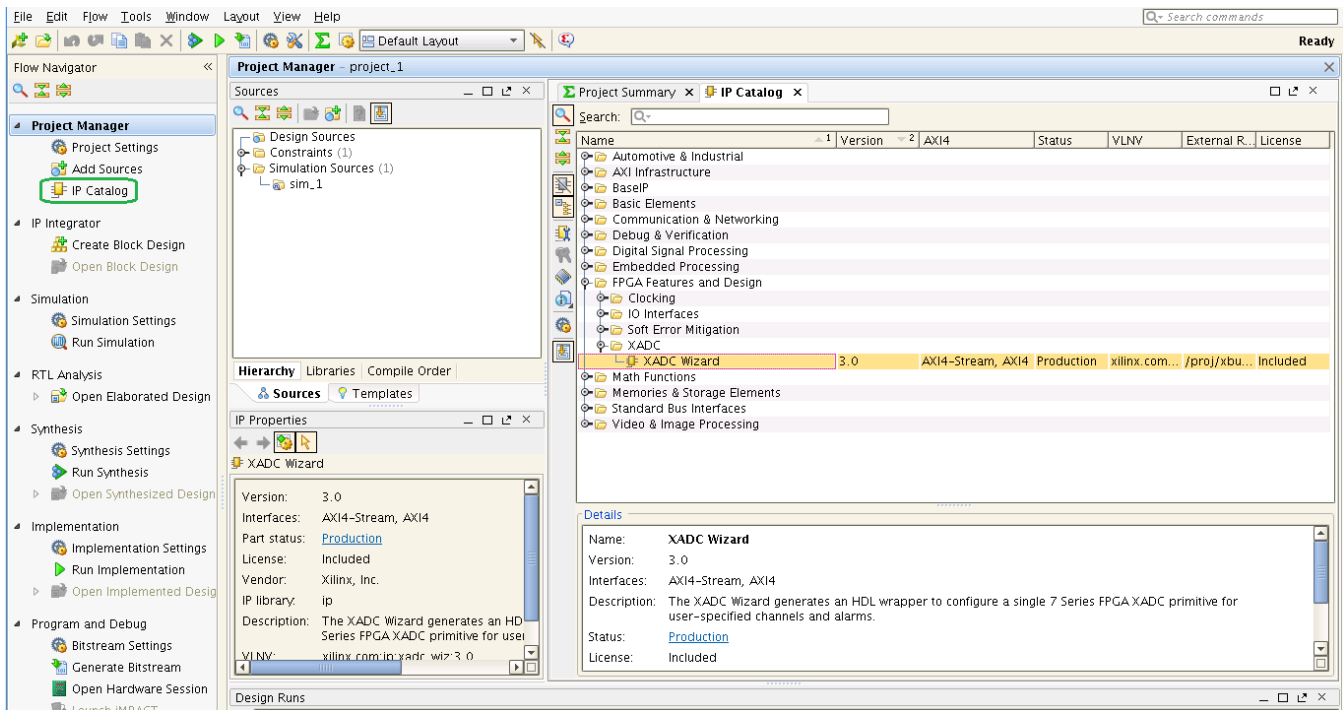 File Edit Flow Tools Window Layout View Help
Search commands
Default Layout
Ready
Flow Navigator
Project Manager
Project Settings
Add Sources
IP Catalog
IP Integrator
Create Block Design
Open Block Design
Simulation
Simulation Settings
Run Simulation
RTL Analysis
Open Elaborated Design
Synthesis
Synthesis Settings
Run Synthesis
Open Synthesized Design
Implementation
Implementation Settings
Run Implementation
Open Implemented Desig
Program and Debug
Bitstream Settings
Generate Bitstream
Open Hardware Session
Launch iMPACT
Project Manager - project_1
Sources
Design Sources
Constraints (1)
Simulation Sources (1)
sim_1
Hierarchy Libraries Compile Order
Sources Templates
IP Properties
XADC Wizard
Version: 3.0
Interfaces: AXI4-Stream, AXI4
Part status: Production
License: Included
Vendor: Xilinx, Inc.
IP library: ip
Description: The XADC Wizard generates an HD
Series FPGA XADC primitive for user
VLNV: xilinx.com:ip:xadc_wiz:3.0
Project Summary IP Catalog
Search:
Name 1 Version 2 AXI4 Status VLNV External R... License
Automotive & Industrial
AXI Infrastructure
BaseIP
Basic Elements
Communication & Networking
Debug & Verification
Digital Signal Processing
Embedded Processing
FPGA Features and Design
Clocking
IO Interfaces
Soft Error Mitigation
XADC
XADC Wizard 3.0 AXI4-Stream, AXI4 Production xilinx.com... /proj/xbu... Included
Math Functions
Memories & Storage Elements
Standard Bus Interfaces
Video & Image Processing
Details
Name: XADC Wizard
Version: 3.0
Interfaces: AXI4-Stream, AXI4
Description: The XADC Wizard generates an HDL wrapper to configure a single 7 Series FPGA XADC primitive for
user-specified channels and alarms.
Status: Production
License: Included
Design Runs